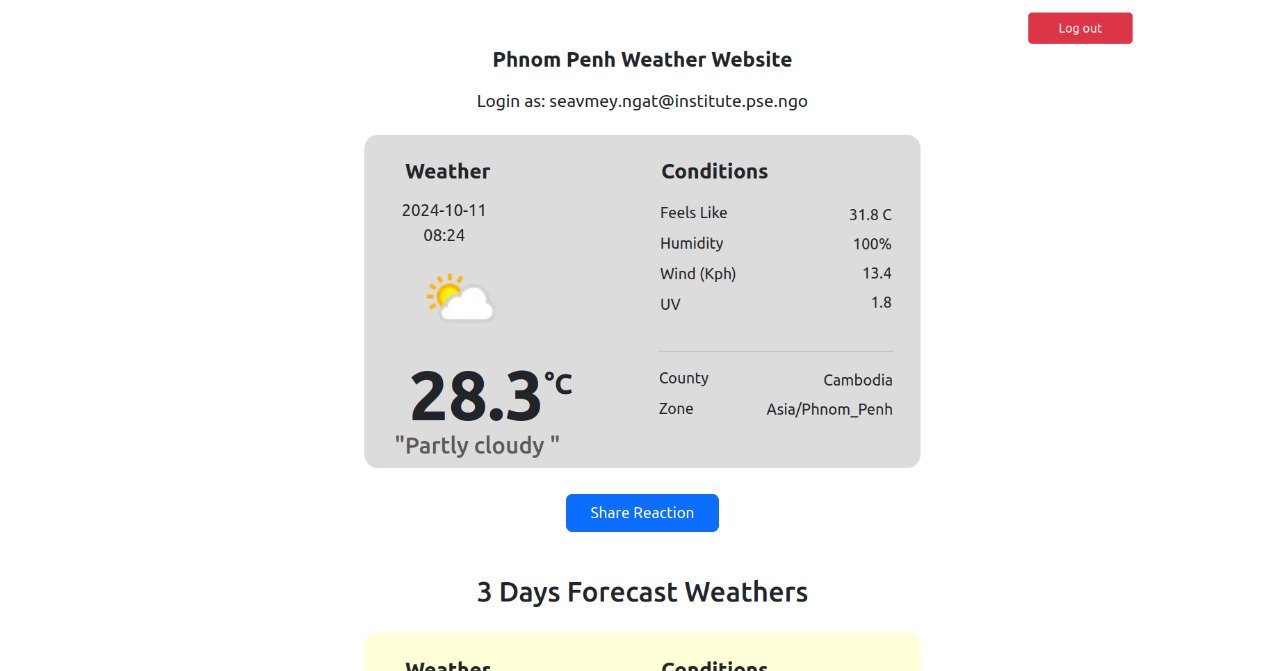 Log out
Phnom Penh Weather Website
Login as: seavmey.ngat@institute.pse.ngo
Weather
2024-10-11
08:24
28.3°C
"Partly cloudy "
Conditions
Feels Like 31.8 C
Humidity 100%
Wind (Kph) 13.4
UV 1.8
County Cambodia
Zone Asia/Phnom_Penh
Share Reaction
3 Days Forecast Weathers
Weather
Conditions